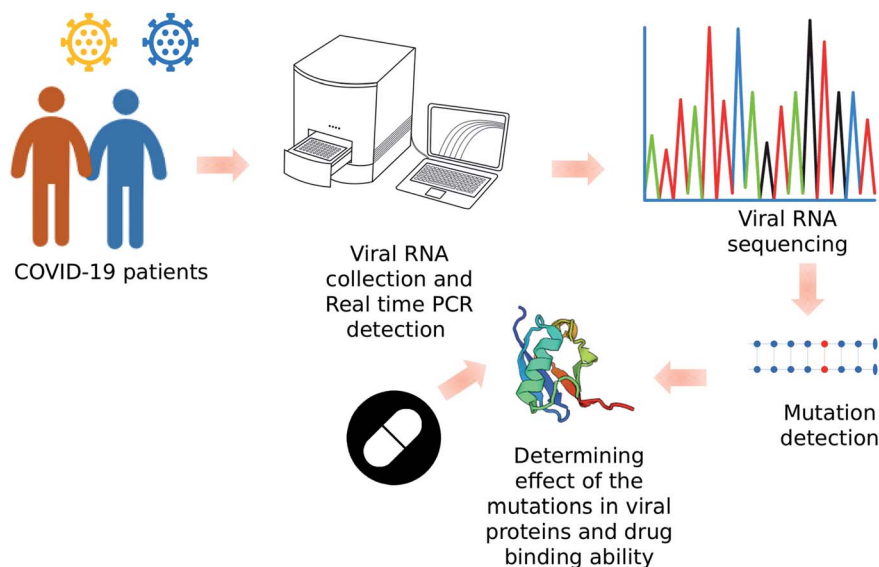 COVID-19 patients
Viral RNA
collection and
Real time PCR
detection
Viral RNA
sequencing
Mutation
detection
Determining
effect of the
mutations in viral
proteins and drug
binding ability